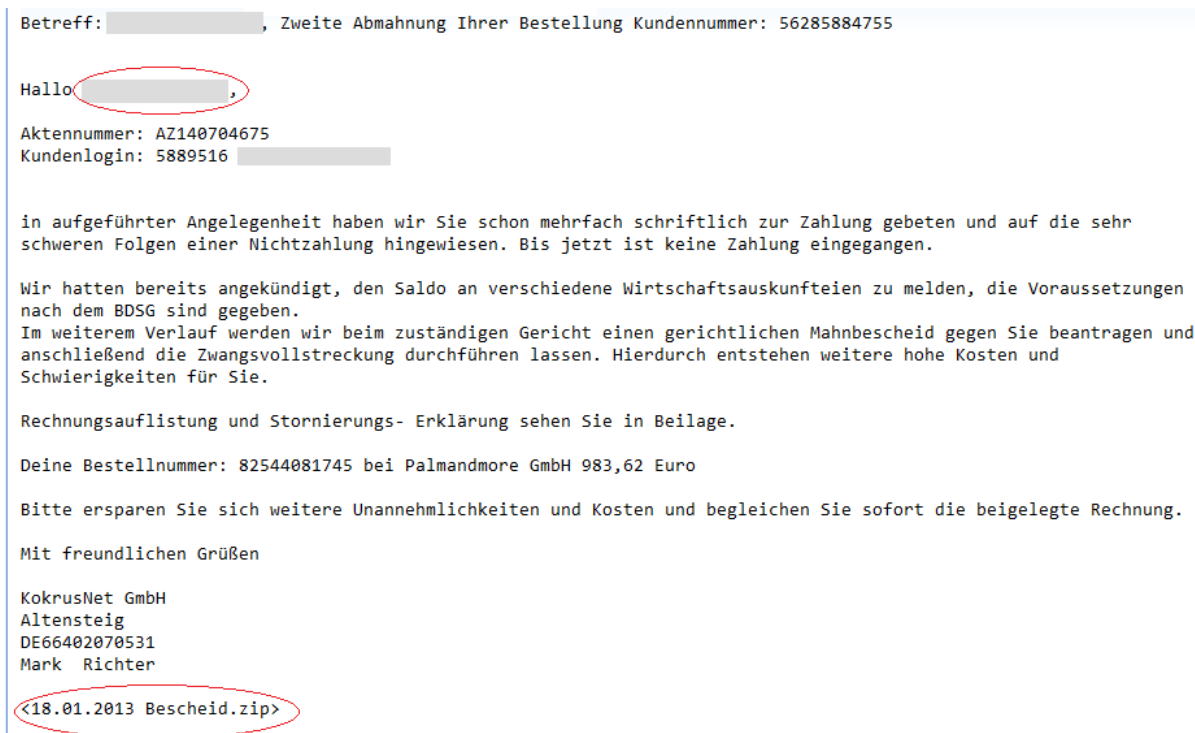 Betreff: , Zweite Abmahnung Ihrer Bestellung Kundennummer: 56285884755
Hallo ,
Aktennummer: AZ140704675
Kundenlogin: 5889516
in aufgeführter Angelegenheit haben wir Sie schon mehrfach schriftlich zur Zahlung gebeten und auf die sehr
schweren Folgen einer Nichtzahlung hingewiesen. Bis jetzt ist keine Zahlung eingegangen.
Wir hatten bereits angekündigt, den Saldo an verschiedene Wirtschaftsauskunfteien zu melden, die Voraussetzungen
nach dem BDSG sind gegeben.
Im weiterem Verlauf werden wir beim zuständigen Gericht einen gerichtlichen Mahnbescheid gegen Sie beantragen und
anschließend die Zwangsvollstreckung durchführen lassen. Hierdurch entstehen weitere hohe Kosten und
Schwierigkeiten für Sie.
Rechnungsauflistung und Stornierungs- Erklärung sehen Sie in Beilage.
Deine Bestellnummer: 82544081745 bei Palmandmore GmbH 983,62 Euro
Bitte ersparen Sie sich weitere Unannehmlichkeiten und Kosten und begleichen Sie sofort die beigelegte Rechnung.
Mit freundlichen Grüßen
KokrusNet GmbH
Altensteig
DE66402070531
Mark  Richter
<18.01.2013 Bescheid.zip>